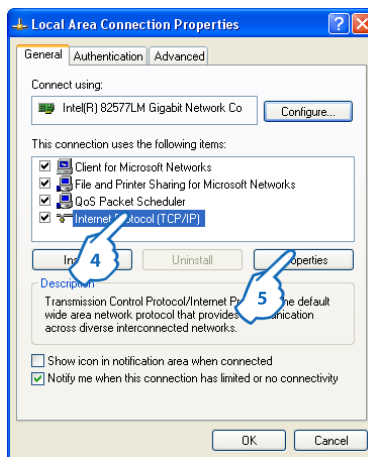 Local Area Connection Properties
General Authentication Advanced
Connect using:
Intel(R) 82577LM Gigabit Network Co
Configure...
This connection uses the following items:
Client for Microsoft Networks
File and Printer Sharing for Microsoft Networks
QoS Packet Scheduler
Internet (TCP/IP)
4
Uninstall
5
Description
Transmission Control Protocol/Internet default
wide area network protocol that provides
across diverse interconnected networks.
Show icon in notification area when connected
Notify me when this connection has limited or no connectivity
OK Cancel